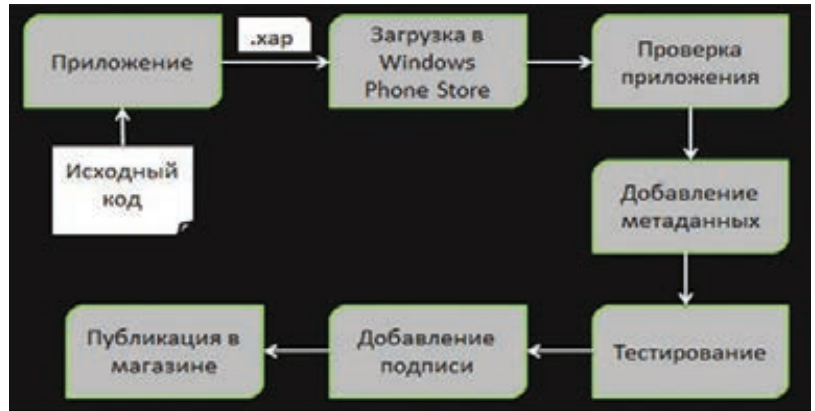 Приложение
.xap
Загрузка в
Windows
Phone Store
Проверка
приложения
Исходный
код
Добавление
метаданных
Тестирование
Добавление
подписи
Публикация в
магазине